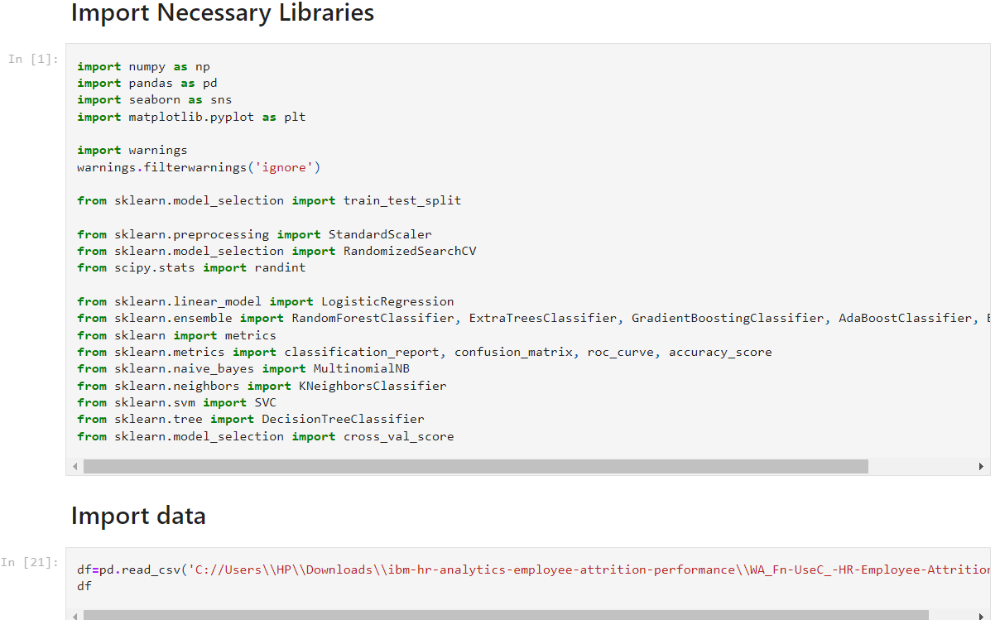 Import Necessary Libraries
In [1]:
import numpy as np
import pandas as pd
import seaborn as sns
import matplotlib.pyplot as plt
import warnings
warnings.filterwarnings('ignore')
from sklearn.model_selection import train_test_split
from sklearn.preprocessing import StandardScaler
from sklearn.model_selection import RandomizedSearchCV
from scipy.stats import randint
from sklearn.linear_model import LogisticRegression
from sklearn.ensemble import RandomForestClassifier, ExtraTreesClassifier, GradientBoostingClassifier, AdaBoostClassifier,
from sklearn import metrics
from sklearn.metrics import classification_report, confusion_matrix, roc_curve, accuracy_score
from sklearn.naive_bayes import MultinomialNB
from sklearn.neighbors import KNeighborsClassifier
from sklearn.svm import SVC
from sklearn.tree import DecisionTreeClassifier
from sklearn.model_selection import cross_val_score
Import data
In [21]:
df=pd.read_csv('C://Users\\HP\\Downloads\\ibm-hr-analytics-employee-attrition-performance\\WA_Fn-UseC_-HR-Employee-Attrition
df